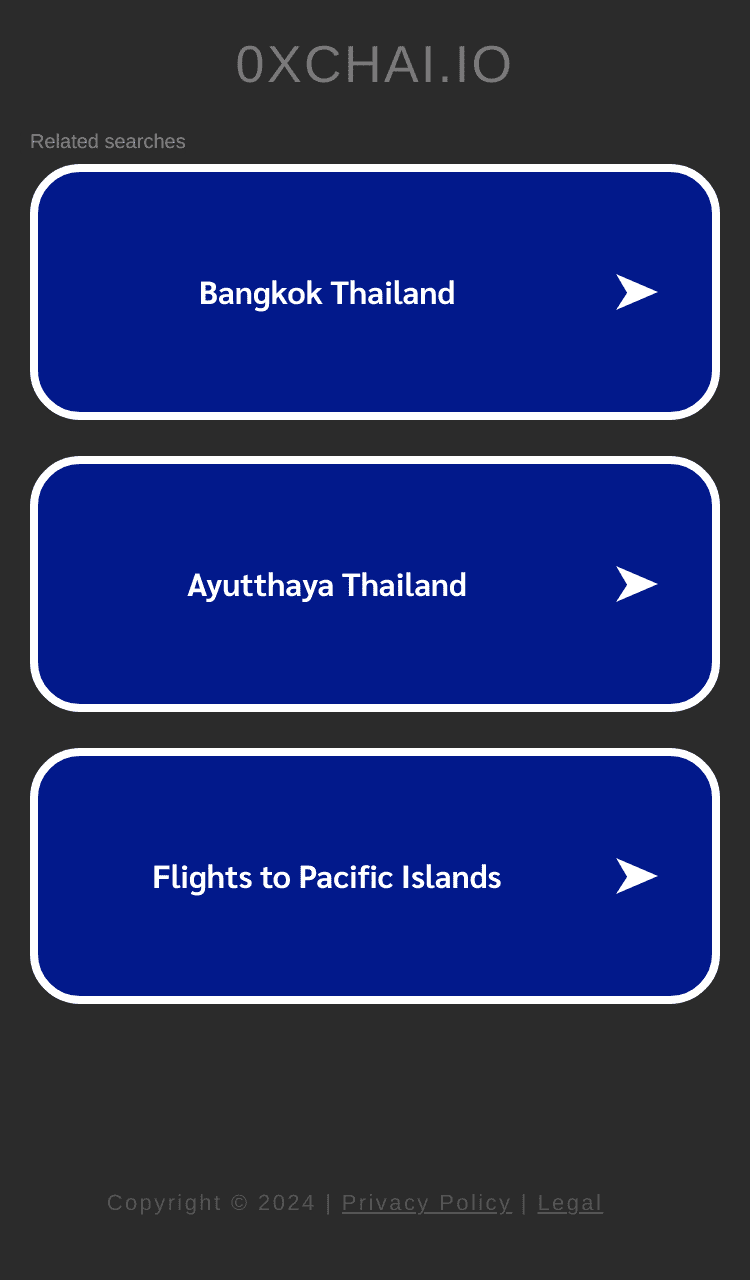 0XCHAI.IO
Related searches
Bangkok Thailand
Ayutthaya Thailand
Flights to Pacific Islands
Copyright © 2024 | Privacy Policy | Legal